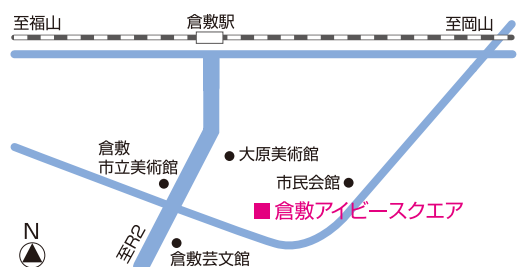 至福山
倉敷駅
至岡山
倉敷
市立美術館
大原美術館
市民会館
倉敷アイビースクエア
至R2
倉敷芸文館
N